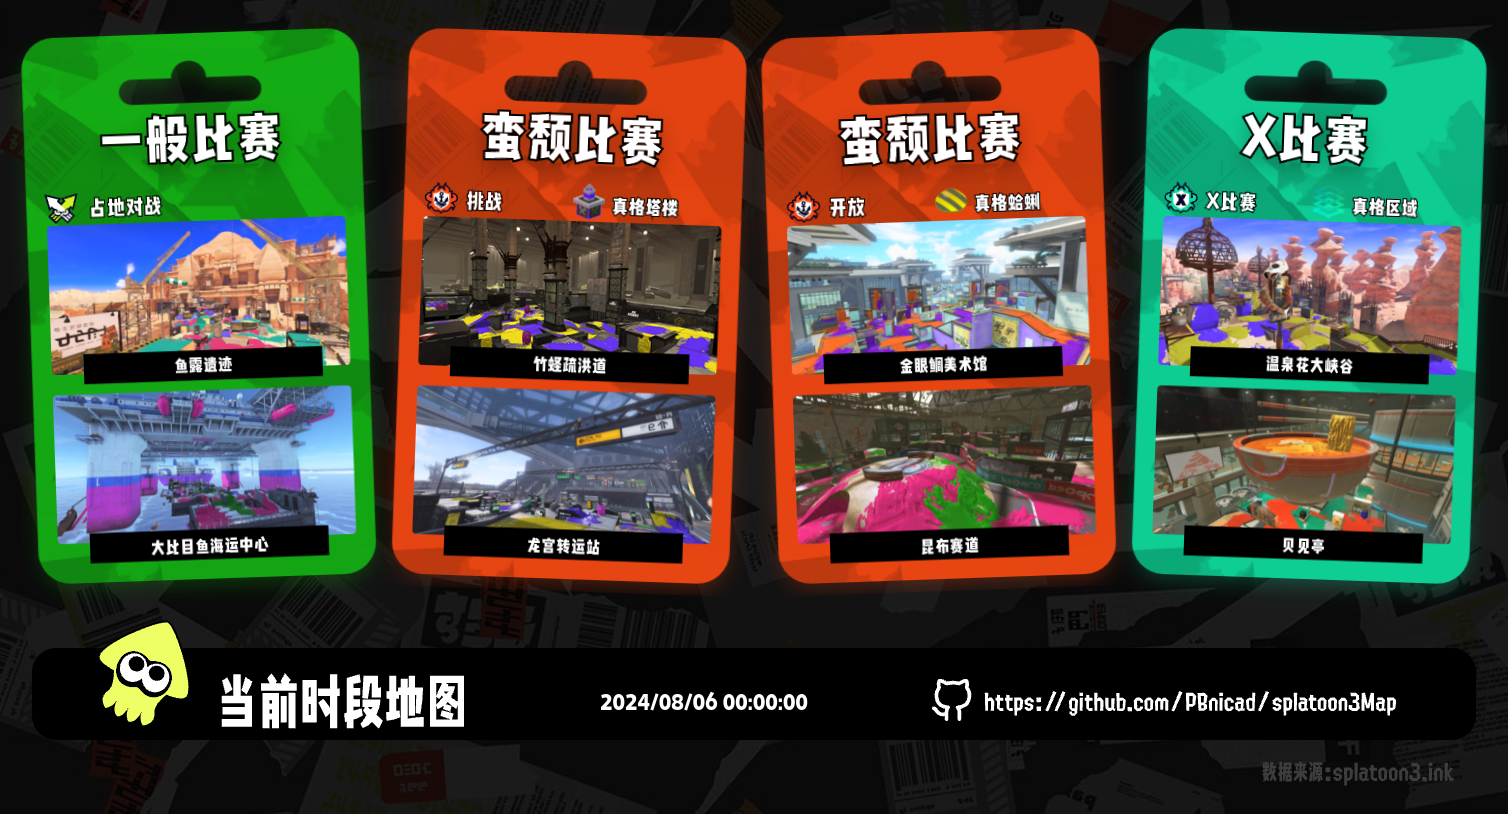 一般比赛
占地对战
鱼露遗迹
大比目鱼海运中心
蛮颓比赛
挑战
真格塔楼
竹蛏疏洪道
龙宫转运站
蛮颓比赛
开放
真格蛤蜊
金眼鲷美术馆
昆布赛道
X比赛
X比赛
真格区域
温泉花大峡谷
贝见亭
当前时段地图
2024/08/06 00:00:00
https://github.com/PBnicad/splatoon3Map
数据来源:splatoon3.ink